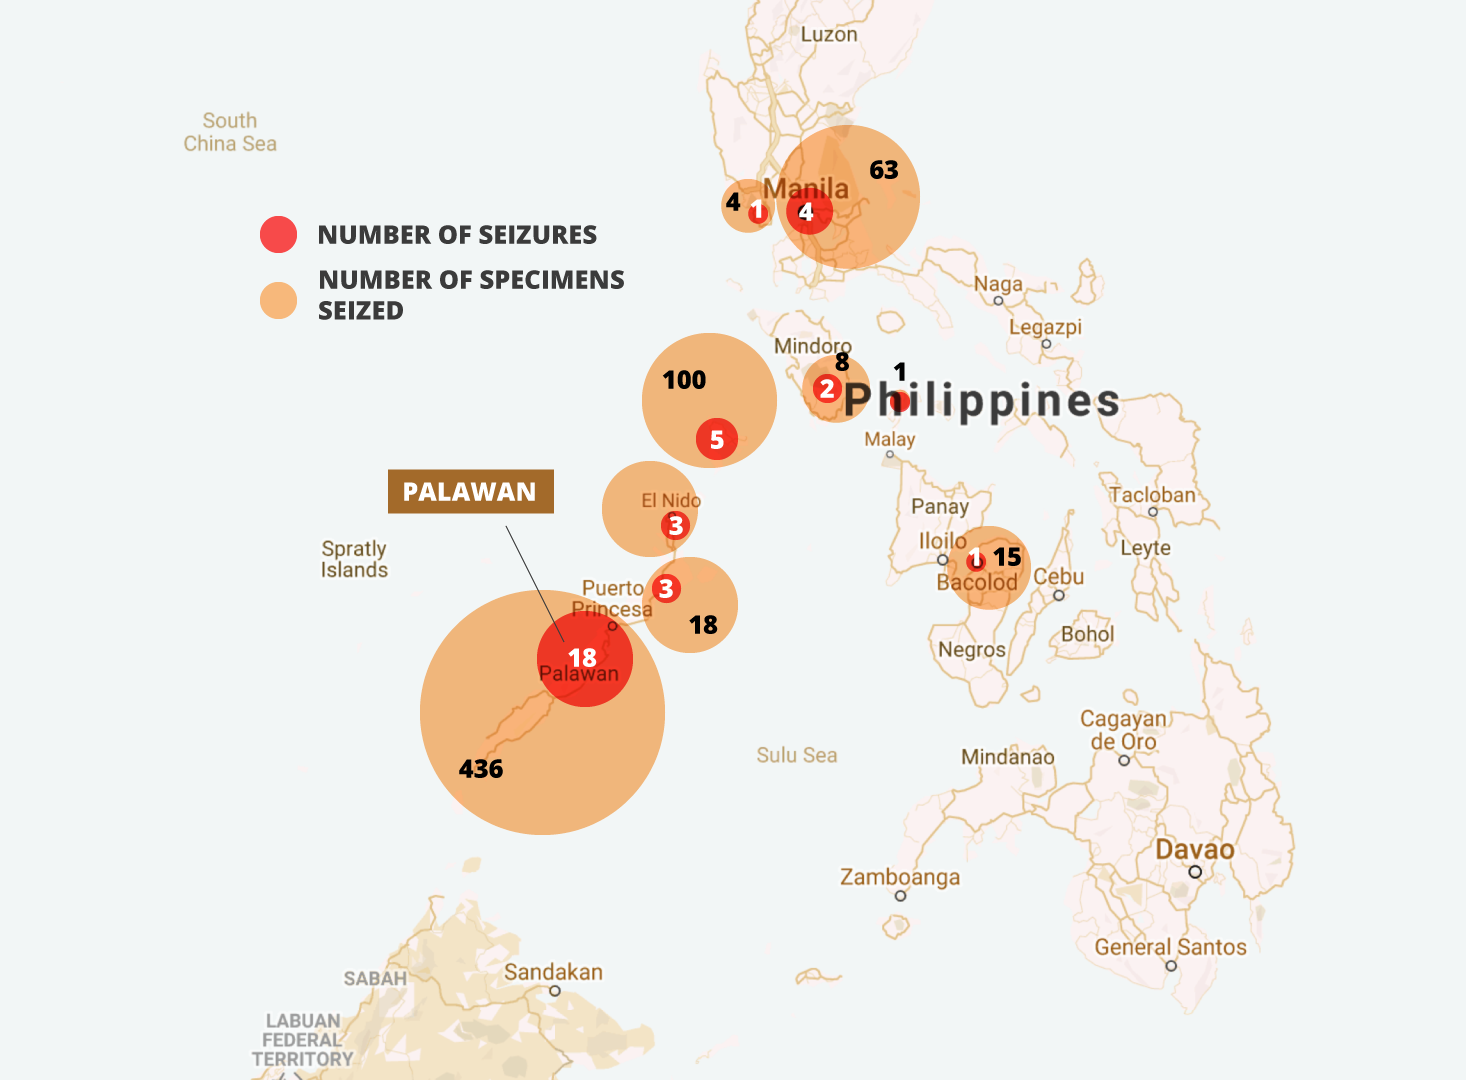 Luzon
South
China Sea
63
Manila
4
1
4
NUMBER OF SEIZURES
NUMBER OF SPECIMENS
SEIZED
Naga
Legazpi
Mindoro
8
1
100
2
Philippines
5
Malay
PALAWAN
El Nido
3
Tacloban
Panay
Spratly
Islands
Iloilo
1
15
Leyte
Bacolod
Cebu
Puerto
Princesa
3
18
Bohol
Negros
18
Palawan
436
Sulu Sea
Cagayan
de Oro
Mindanao
Davao
Zamboanga
General Santos
SABAH
Sandakan
LABUAN
FEDERAL
TERRITORY